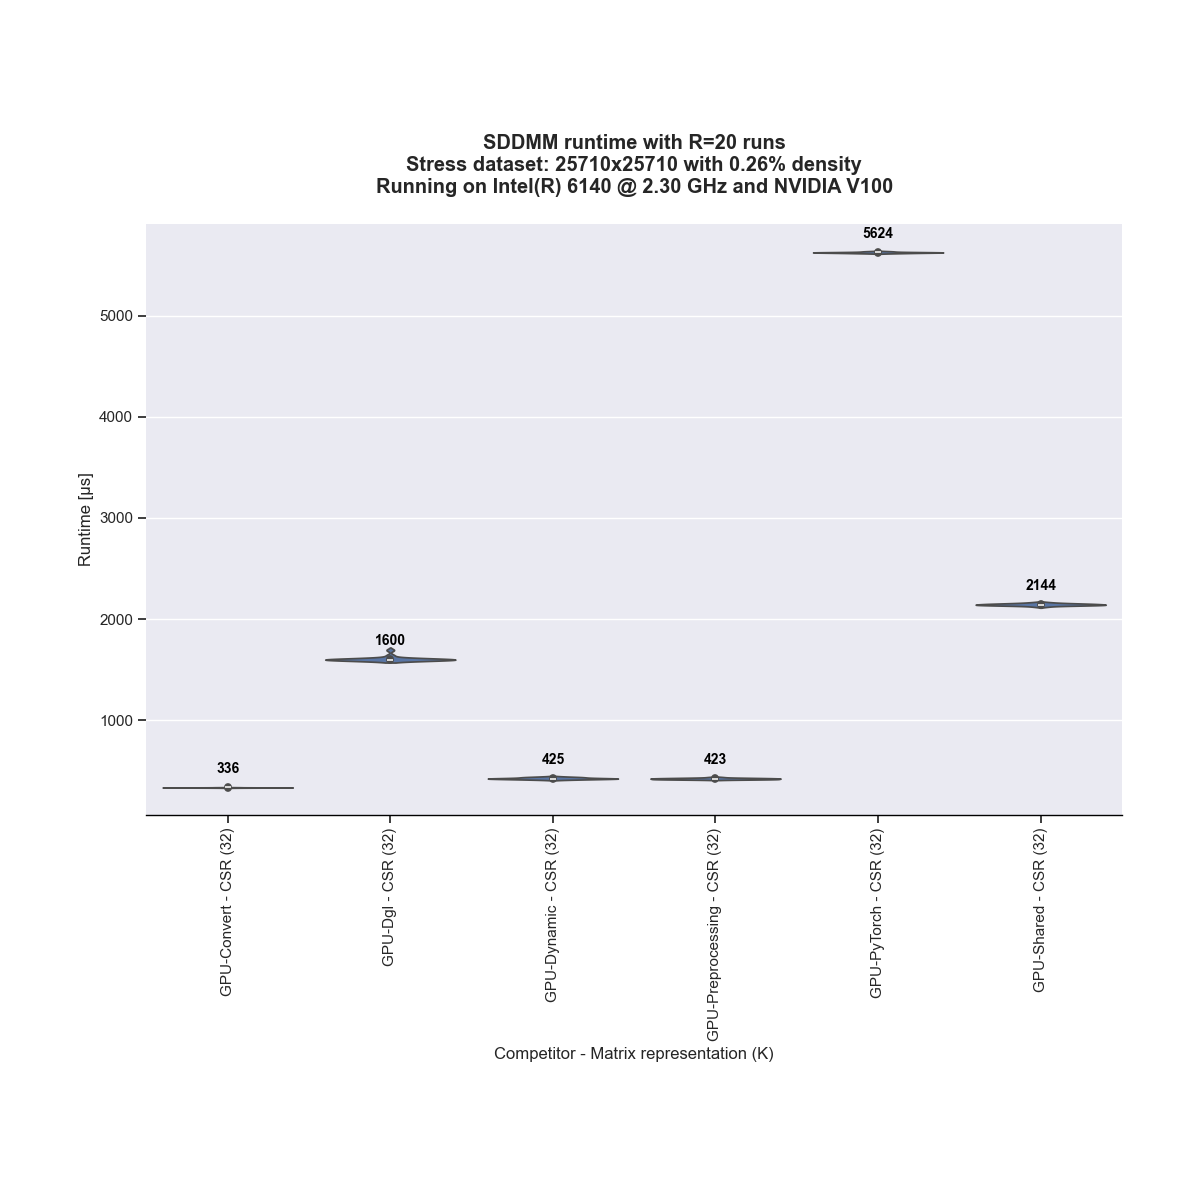 SDDMM runtime with R=20 runs
Stress dataset: 25710x25710 with 0.26% density
Running on Intel(R) 6140 @ 2.30 GHz and NVIDIA V100
Runtime [µs]
5000
4000
3000
2000
1000
336
1600
425
423
5624
2144
GPU-Convert - CSR (32)
GPU-Dgl - CSR (32)
GPU-Dynamic - CSR (32)
GPU-Preprocessing - CSR (32)
GPU-PyTorch - CSR (32)
GPU-Shared - CSR (32)
Competitor - Matrix representation (K)